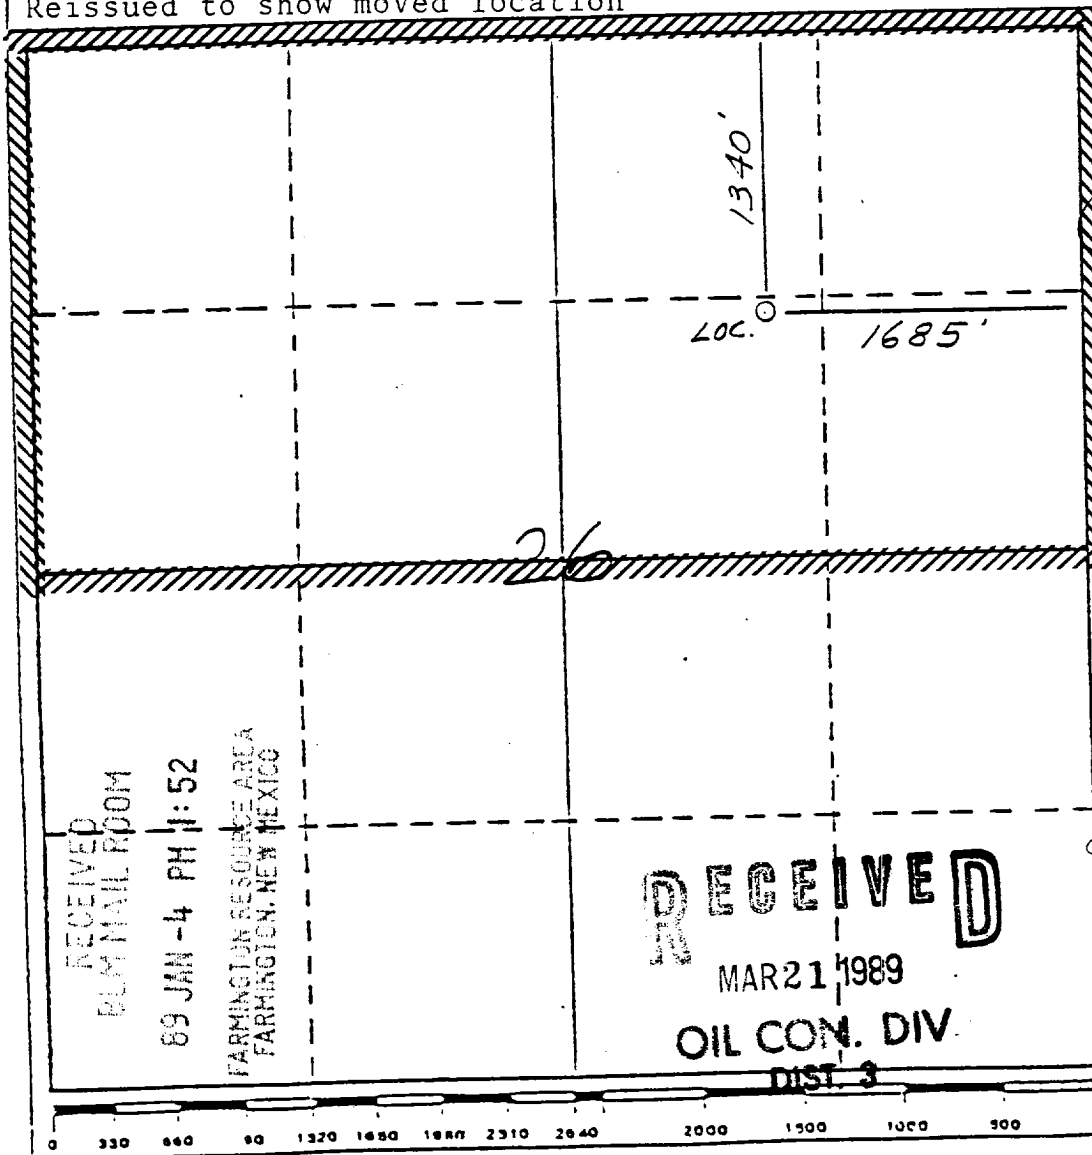 Reissued to show moved location
1340'
LOC.
1685'
26
RECEIVED
BLM MAIL ROOM
89 JAN -4 PM 1:52
FARMINGTON RESOURCE AREA
FARMINGTON, NEW MEXICO
RECEIVED
MAR 21 1989
OIL CON. DIV.
DIST. 3
0 330 660 90 1320 1650 1980 2310 2640 2000 1500 1000 500